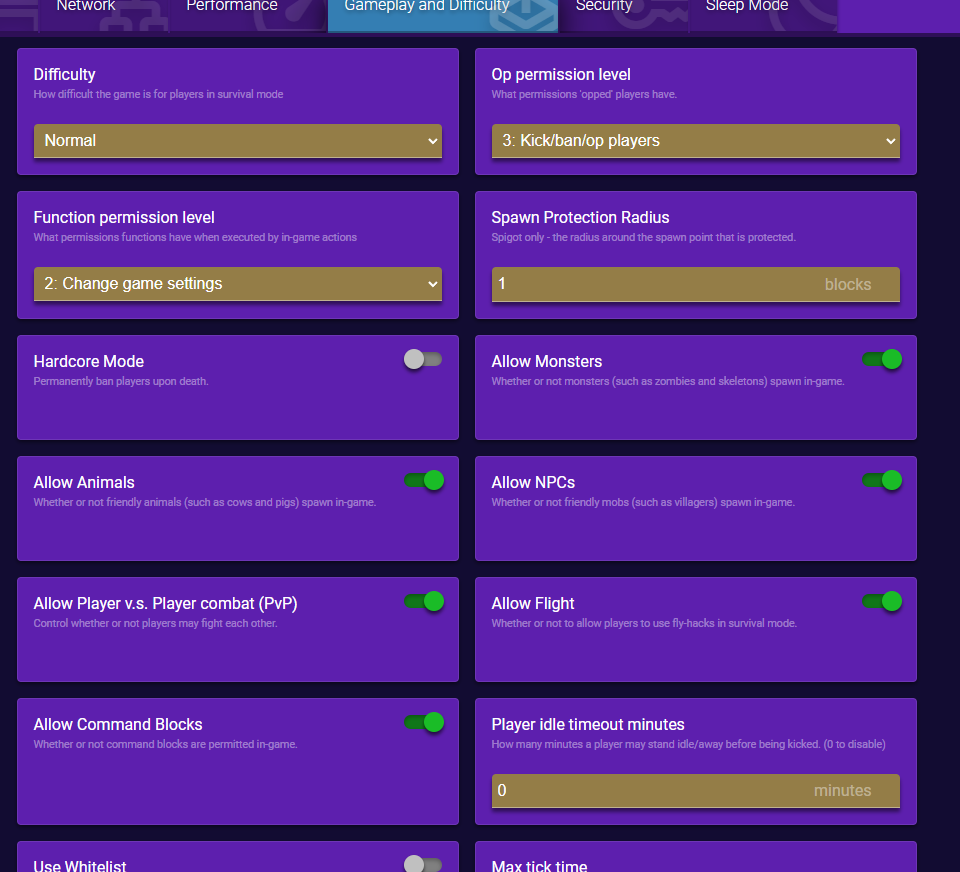 Network
Performance
Gameplay and Difficulty
Security
Sleep Mode
Difficulty
How difficult the game is for players in survival mode
Normal
Op permission level
What permissions 'opped' players have.
3: Kick/ban/op players
Function permission level
What permissions functions have when executed by in-game actions
2: Change game settings
Spawn Protection Radius
Spigot only - the radius around the spawn point that is protected.
1 blocks
Hardcore Mode
Permanently ban players upon death.
Allow Monsters
Whether or not monsters (such as zombies and skeletons) spawn in-game.
Allow Animals
Whether or not friendly animals (such as cows and pigs) spawn in-game.
Allow NPCs
Whether or not friendly mobs (such as villagers) spawn in-game.
Allow Player v.s. Player combat (PvP)
Control whether or not players may fight each other.
Allow Flight
Whether or not to allow players to use fly-hacks in survival mode.
Allow Command Blocks
Whether or not command blocks are permitted in-game.
Player idle timeout minutes
How many minutes a player may stand idle/away before being kicked. (0 to disable)
0 minutes
Use Whitelist
Max tick time